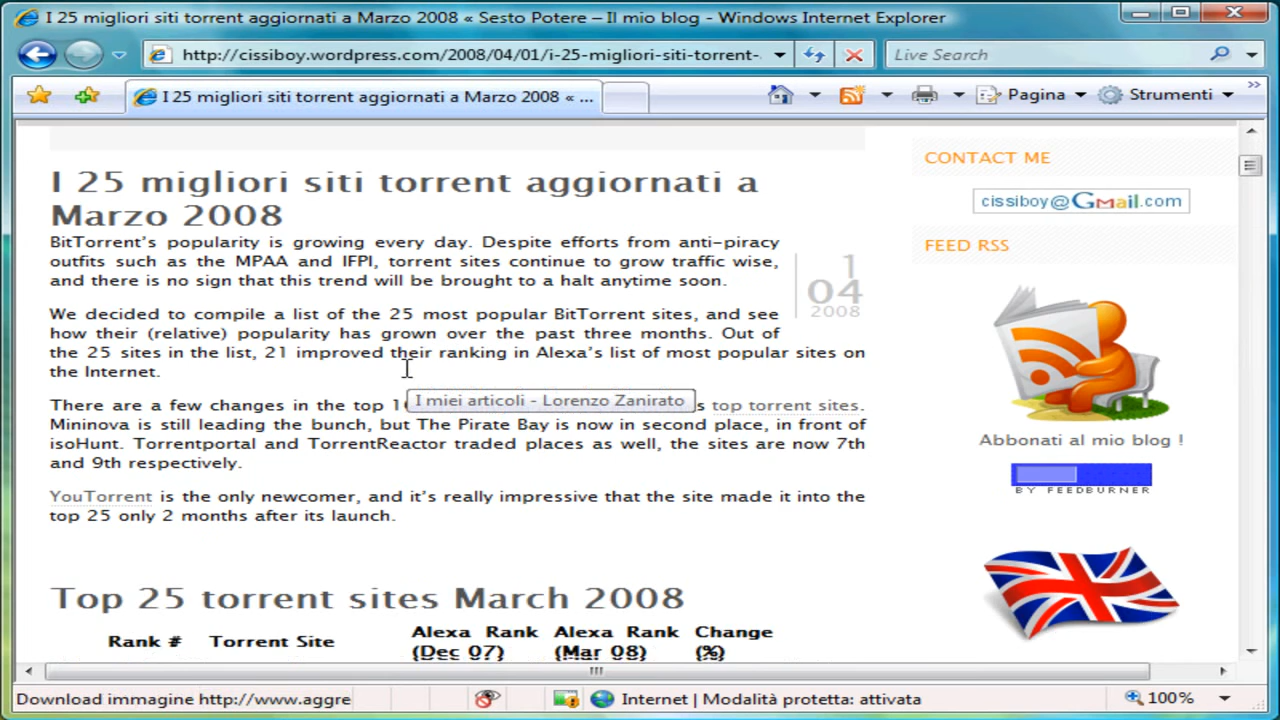 I 25 migliori siti torrent aggiornati a Marzo 2008 « Sesto Potere – Il mio blog - Windows Internet Explorer
http://cissiboy.wordpress.com/2008/04/01/i-25-migliori-siti-torrent-
Live Search
I 25 migliori siti torrent aggiornati a Marzo 2008 « ...
Pagina
Strumenti
I 25 migliori siti torrent aggiornati a
Marzo 2008
BitTorrent's popularity is growing every day. Despite efforts from anti-piracy
outfits such as the MPAA and IFPI, torrent sites continue to grow traffic wise,
and there is no sign that this trend will be brought to a halt anytime soon.
1
04
2008
We decided to compile a list of the 25 most popular BitTorrent sites, and see
how their (relative) popularity has grown over the past three months. Out of
the 25 sites in the list, 21 improved their ranking in Alexa's list of most popular sites on
the Internet.
I miei articoli - Lorenzo Zanirato
There are a few changes in the top top torrent sites.
Mininova is still leading the bunch, but The Pirate Bay is now in second place, in front of
isoHunt. Torrentportal and TorrentReactor traded places as well, the sites are now 7th
and 9th respectively.
YouTorrent is the only newcomer, and it's really impressive that the site made it into the
top 25 only 2 months after its launch.
Top 25 torrent sites March 2008
Rank # Torrent Site Alexa Rank (Dec 07) Alexa Rank (Mar 08) Change (%)
CONTACT ME
cissiboy@Gmail.com
FEED RSS
Abbonati al mio blog !
BY FEEDBURNER
Download immagine http://www.aggre
Internet | Modalità protetta: attivata
100%